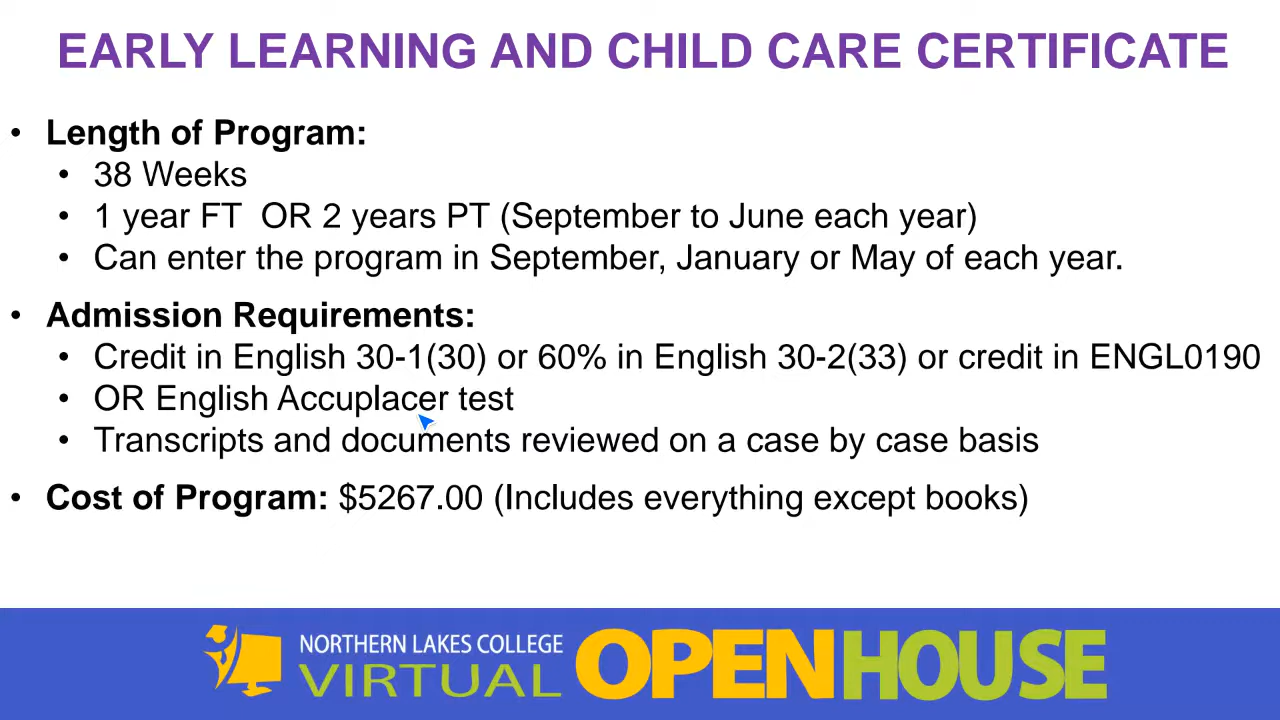 EARLY LEARNING AND CHILD CARE CERTIFICATE
• Length of Program:
• 38 Weeks
• 1 year FT  OR 2 years PT (September to June each year)
• Can enter the program in September, January or May of each year.
• Admission Requirements:
• Credit in English 30-1(30) or 60% in English 30-2(33) or credit in ENGL0190
• OR English Accuplacer test
• Transcripts and documents reviewed on a case by case basis
• Cost of Program: $5267.00 (Includes everything except books)
NORTHERN LAKES COLLEGE
VIRTUAL OPENHOUSE